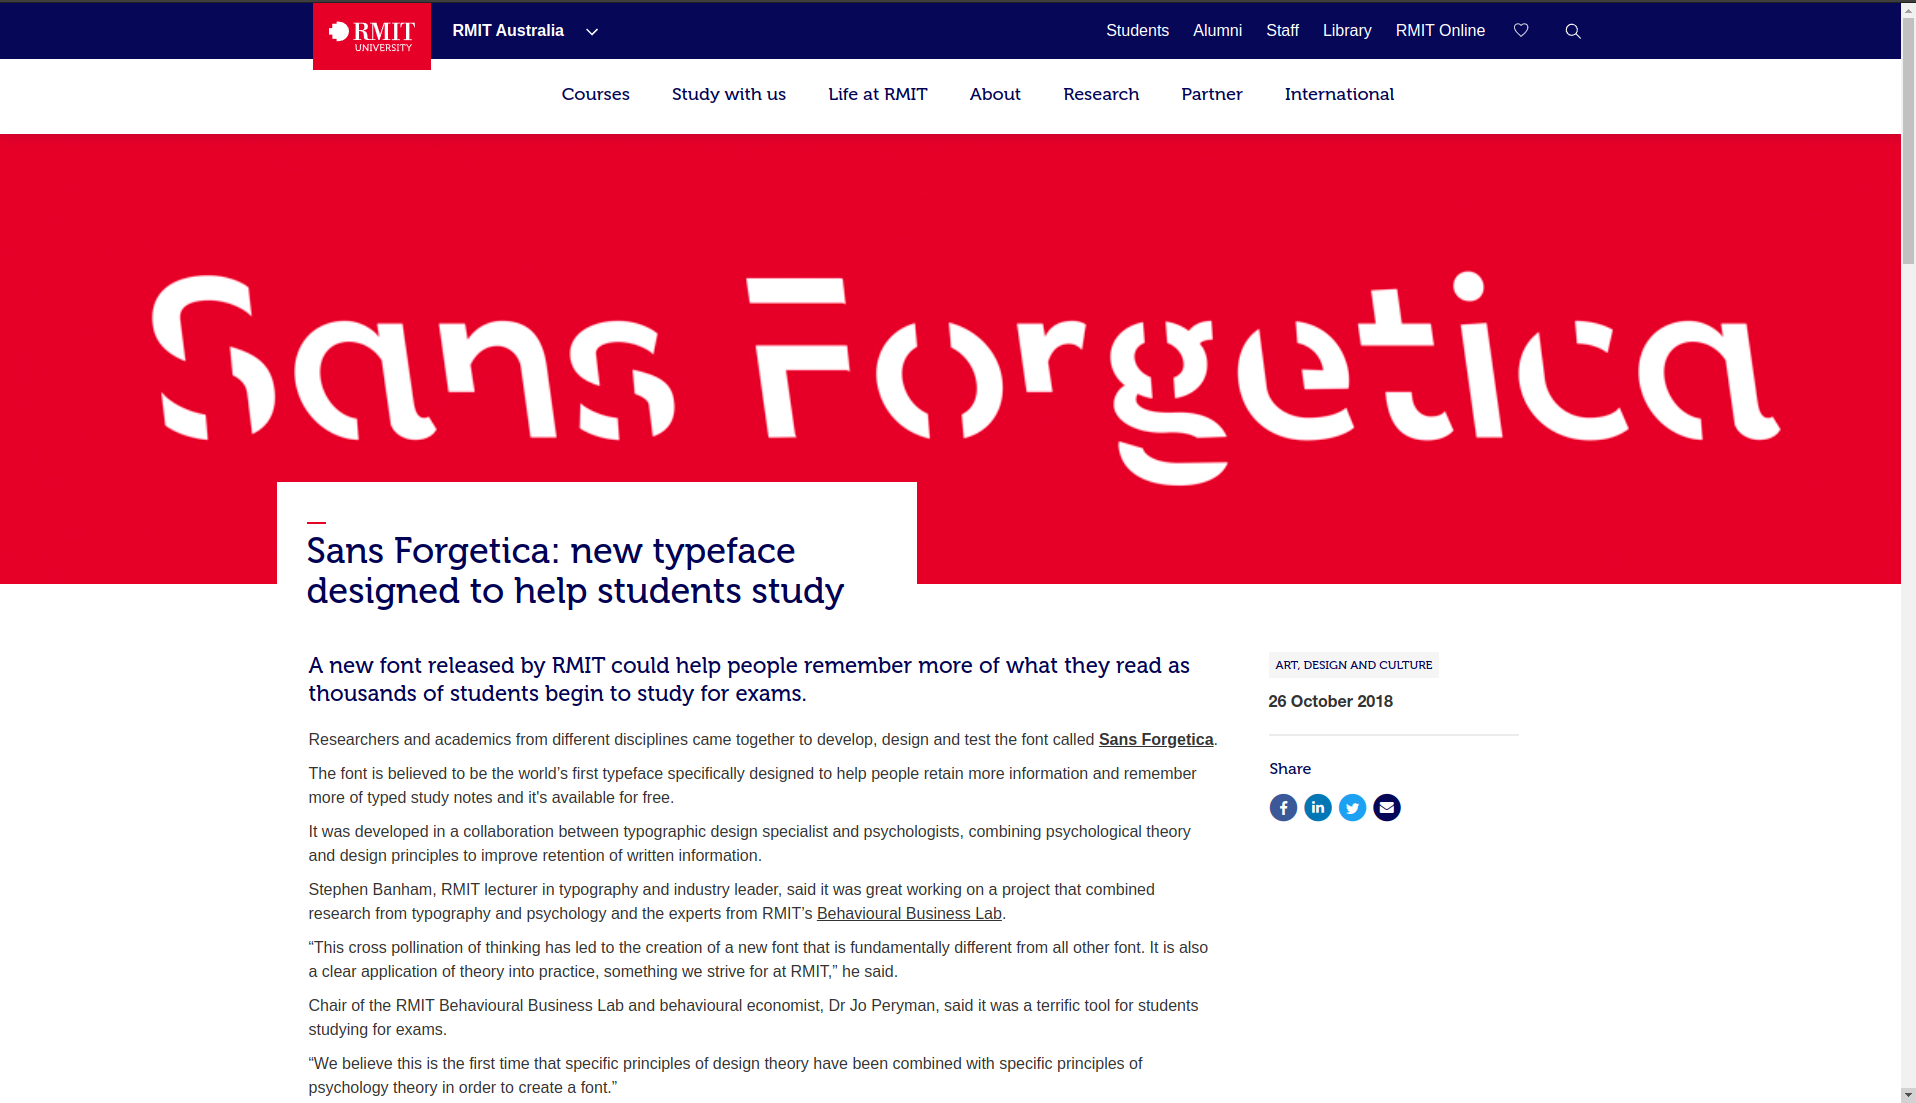 RMIT
UNIVERSITY
RMIT Australia
Students Alumni Staff Library RMIT Online
Courses Study with us Life at RMIT About Research Partner International
Sans Forgetica
Sans Forgetica: new typeface
designed to help students study
A new font released by RMIT could help people remember more of what they read as
thousands of students begin to study for exams.
Researchers and academics from different disciplines came together to develop, design and test the font called Sans Forgetica.
The font is believed to be the world’s first typeface specifically designed to help people retain more information and remember
more of typed study notes and it's available for free.
It was developed in a collaboration between typographic design specialist and psychologists, combining psychological theory
and design principles to improve retention of written information.
Stephen Banham, RMIT lecturer in typography and industry leader, said it was great working on a project that combined
research from typography and psychology and the experts from RMIT’s Behavioural Business Lab.
“This cross pollination of thinking has led to the creation of a new font that is fundamentally different from all other font. It is also
a clear application of theory into practice, something we strive for at RMIT,” he said.
Chair of the RMIT Behavioural Business Lab and behavioural economist, Dr Jo Peryman, said it was a terrific tool for students
studying for exams.
“We believe this is the first time that specific principles of design theory have been combined with specific principles of
psychology theory in order to create a font.”
ART, DESIGN AND CULTURE
26 October 2018
Share